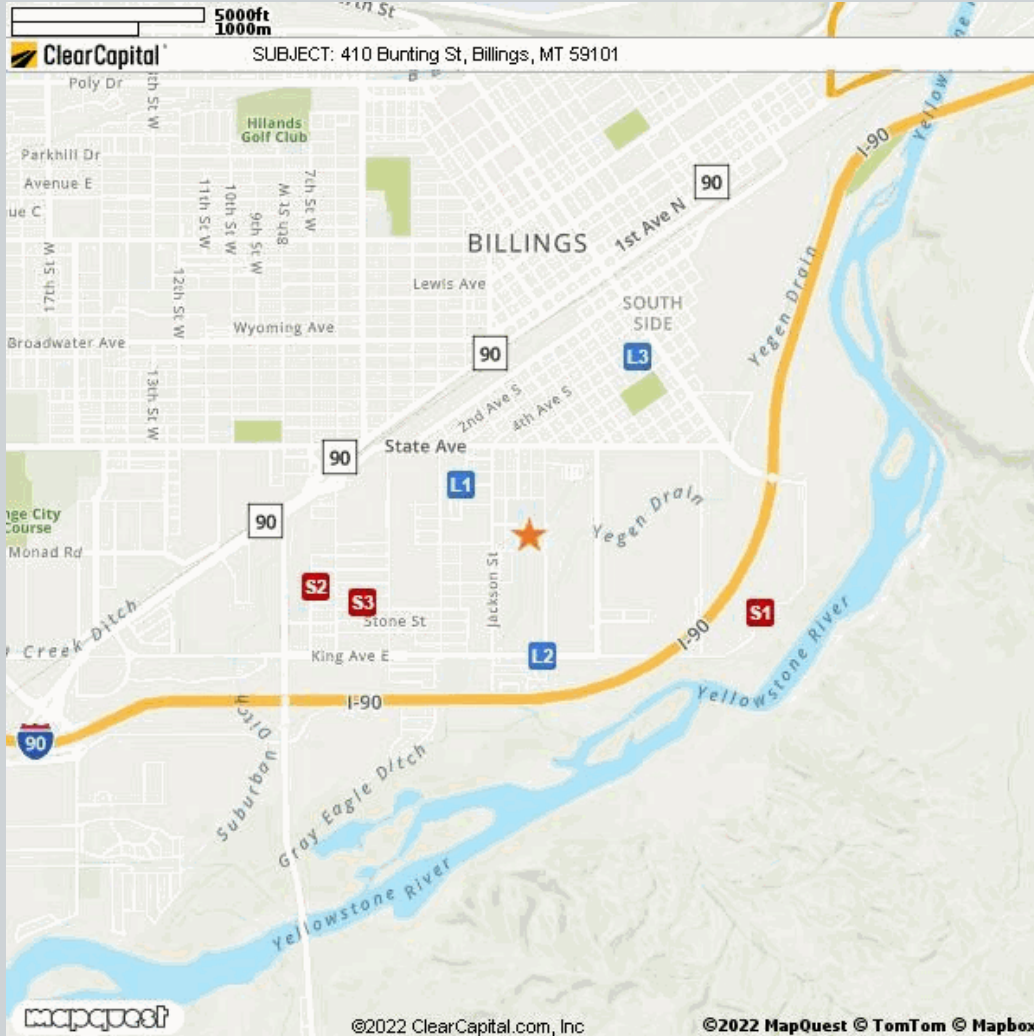 5000ft
1000m
ClearCapital
SUBJECT: 410 Bunting St, Billings, MT 59101
Yellow
Poly Dr
Hilands
Golf Club
Parkhill Dr
Avenue E
ue C
17th St W
11th St W
10th St W
9th St W
8th St W
7th St W
12th St W
13th St W
I-90
90
BILLINGS
1st Ave N
Yegen Drain
Lewis Ave
SOUTH
SIDE
Wyoming Ave
Broadwater Ave
90
L3
2nd Ave S
4th Ave S
State Ave
90
L1
nge City
Course
90
Monad Rd
Yegen Drain
Jackson St
S2
S3
Stone St
S1
Creek Ditch
King Ave E
L2
I-90
Yellowstone River
I-90
90
Suburban Ditch
Gray Eagle Ditch
Yellowstone River
mapquest
©2022 ClearCapital.com, Inc
©2022 MapQuest © TomTom © Mapbox